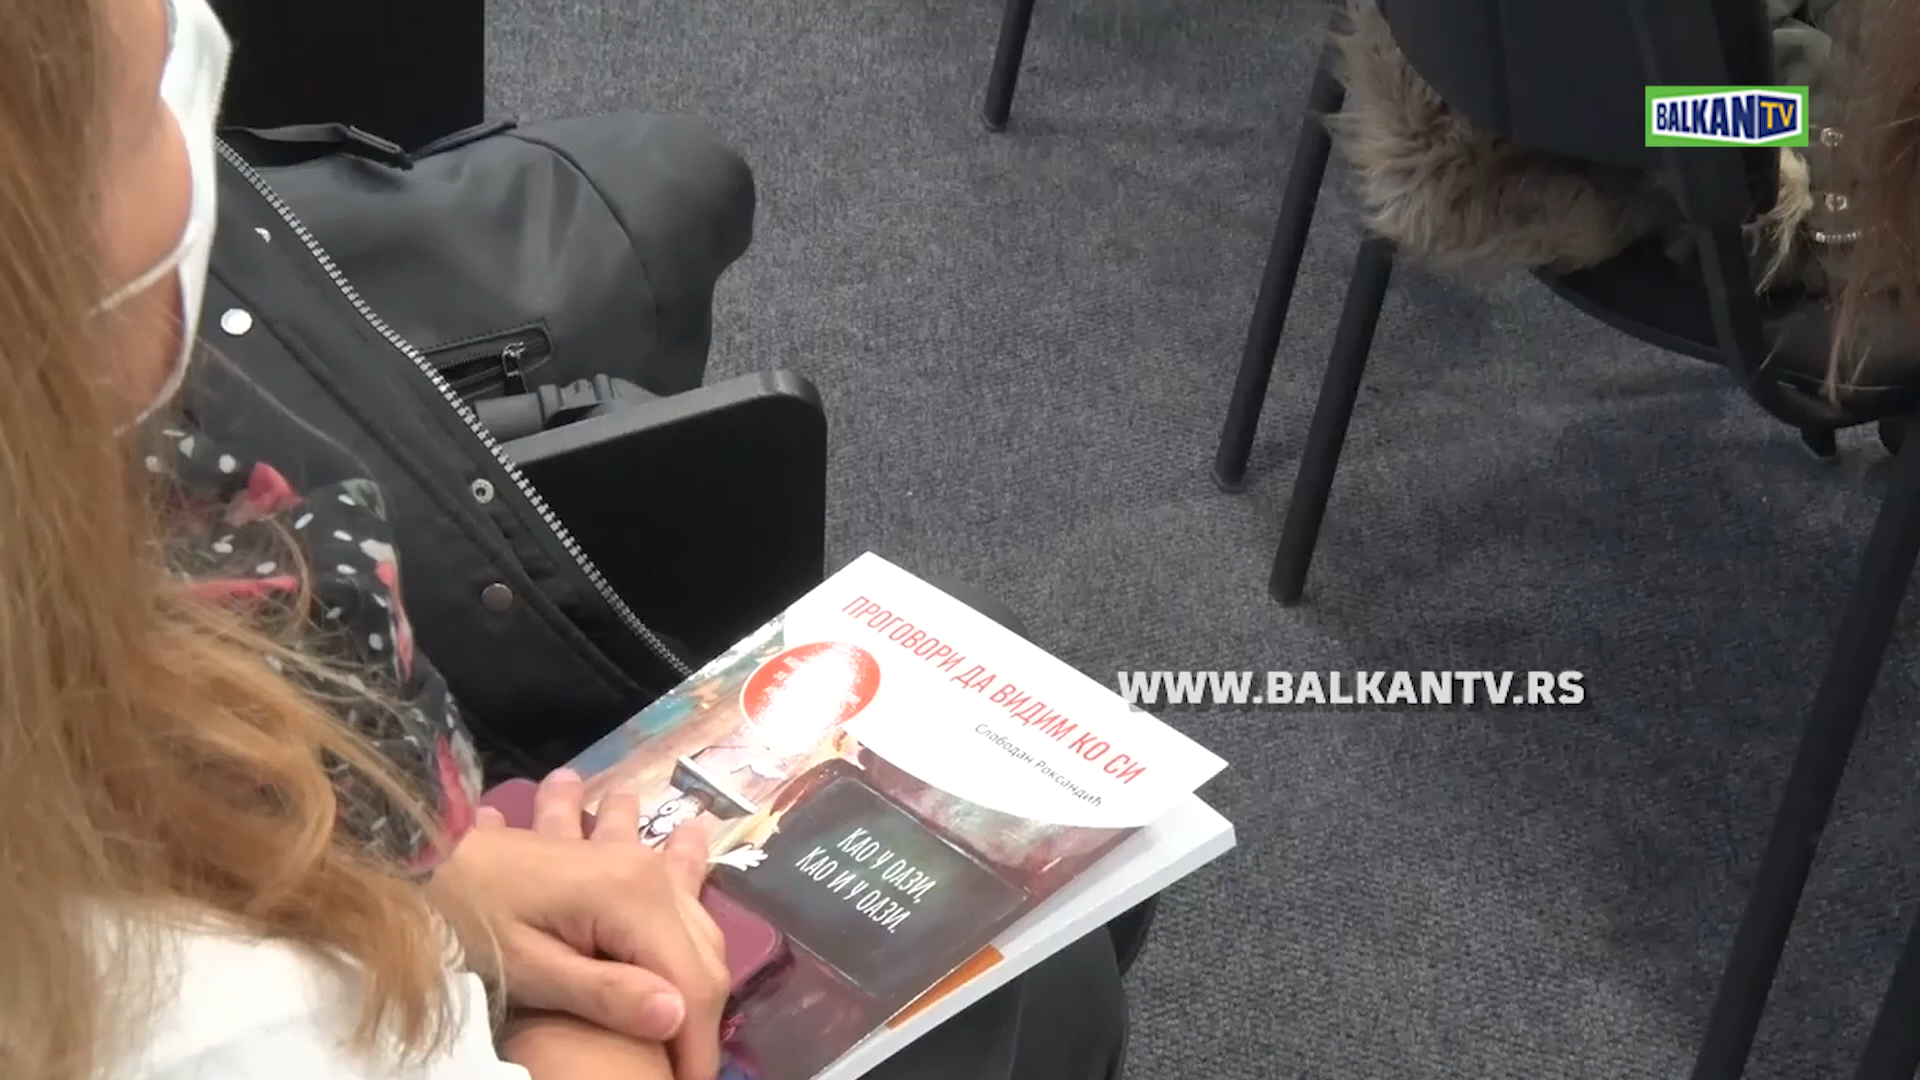 BALKAN TV
ПРОГОВОРИ ДА ВИДИМ КО СИ
WWW.BALKANTV.RS
Слободан Роксандић
КАО У ОАЗИ,
КАО И У ОАЗИ.